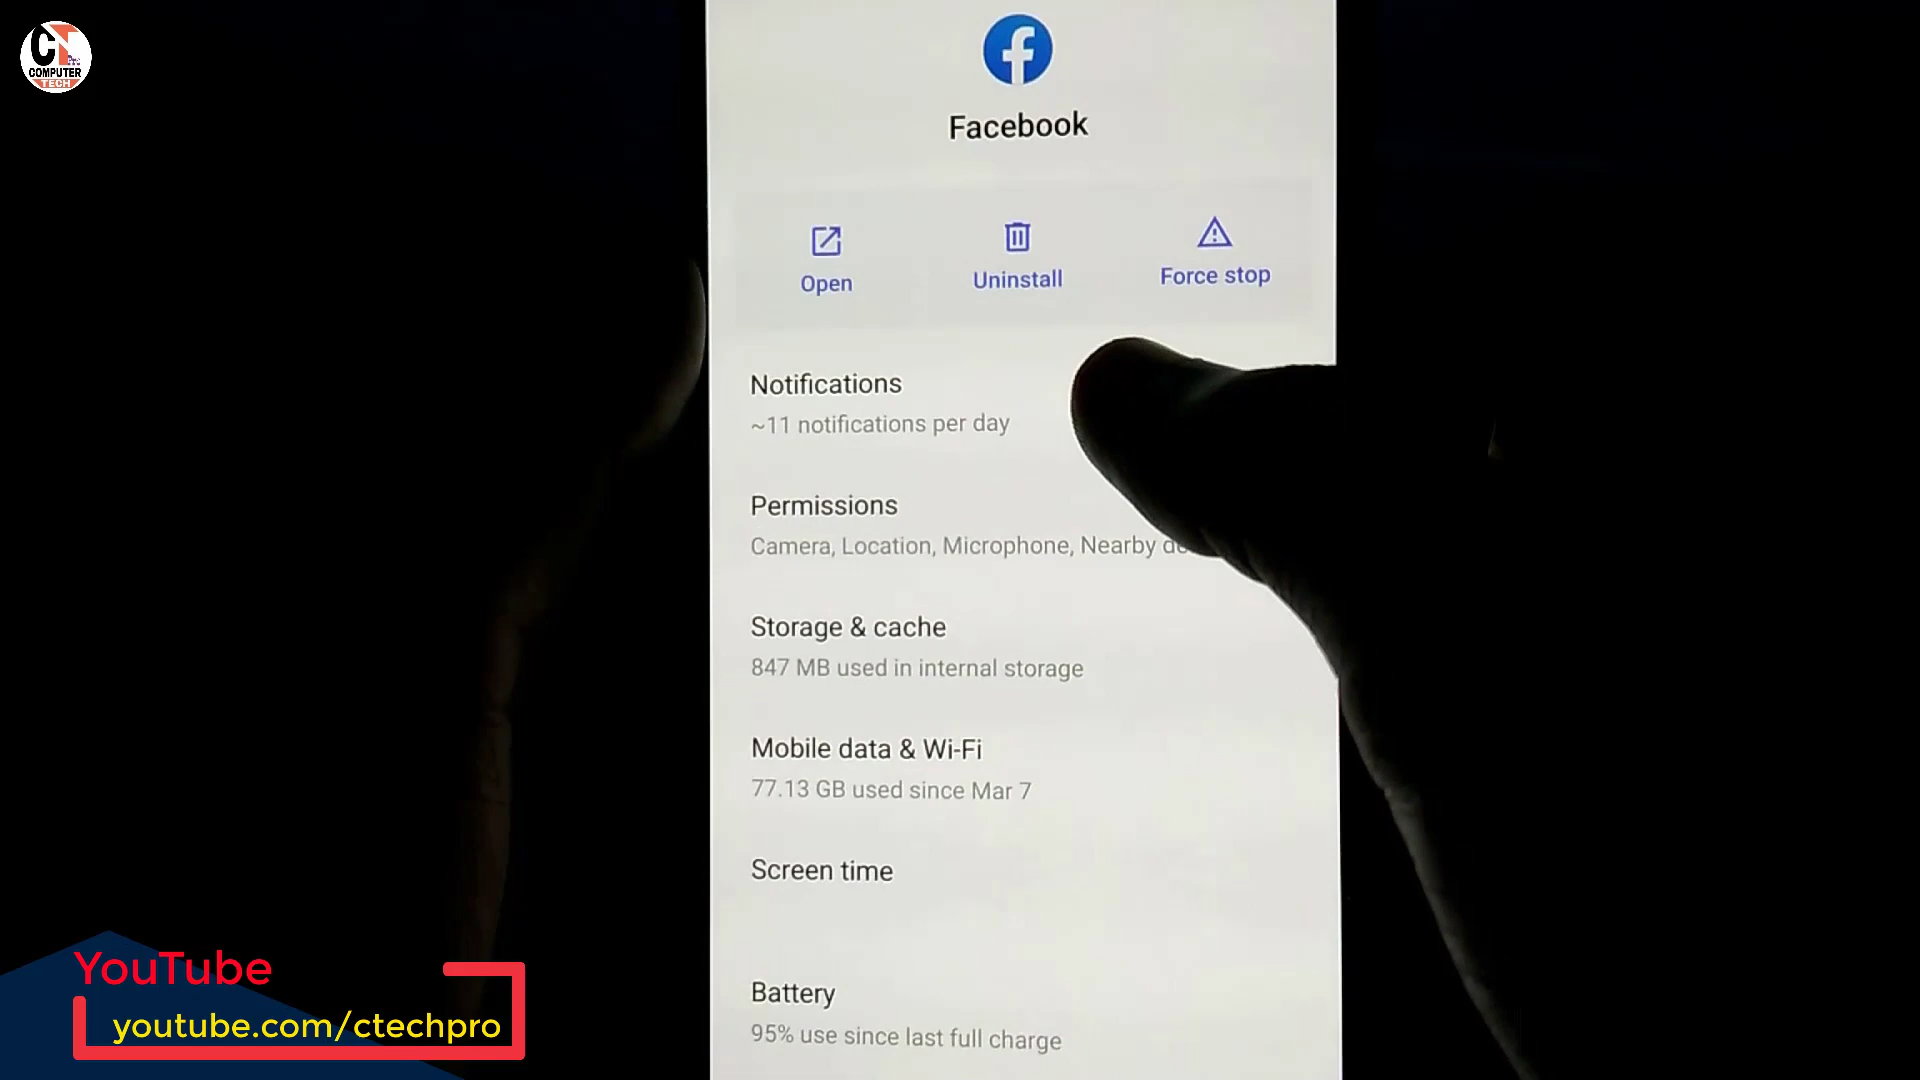 CT
COMPUTER
TECH
Facebook
Open
Uninstall
Force stop
Notifications
~11 notifications per day
Permissions
Camera, Location, Microphone, Nearby
Storage & cache
847 MB used in internal storage
Mobile data & Wi-Fi
77.13 GB used since Mar 7
Screen time
Battery
95% use since last full charge
YouTube
youtube.com/ctechpro